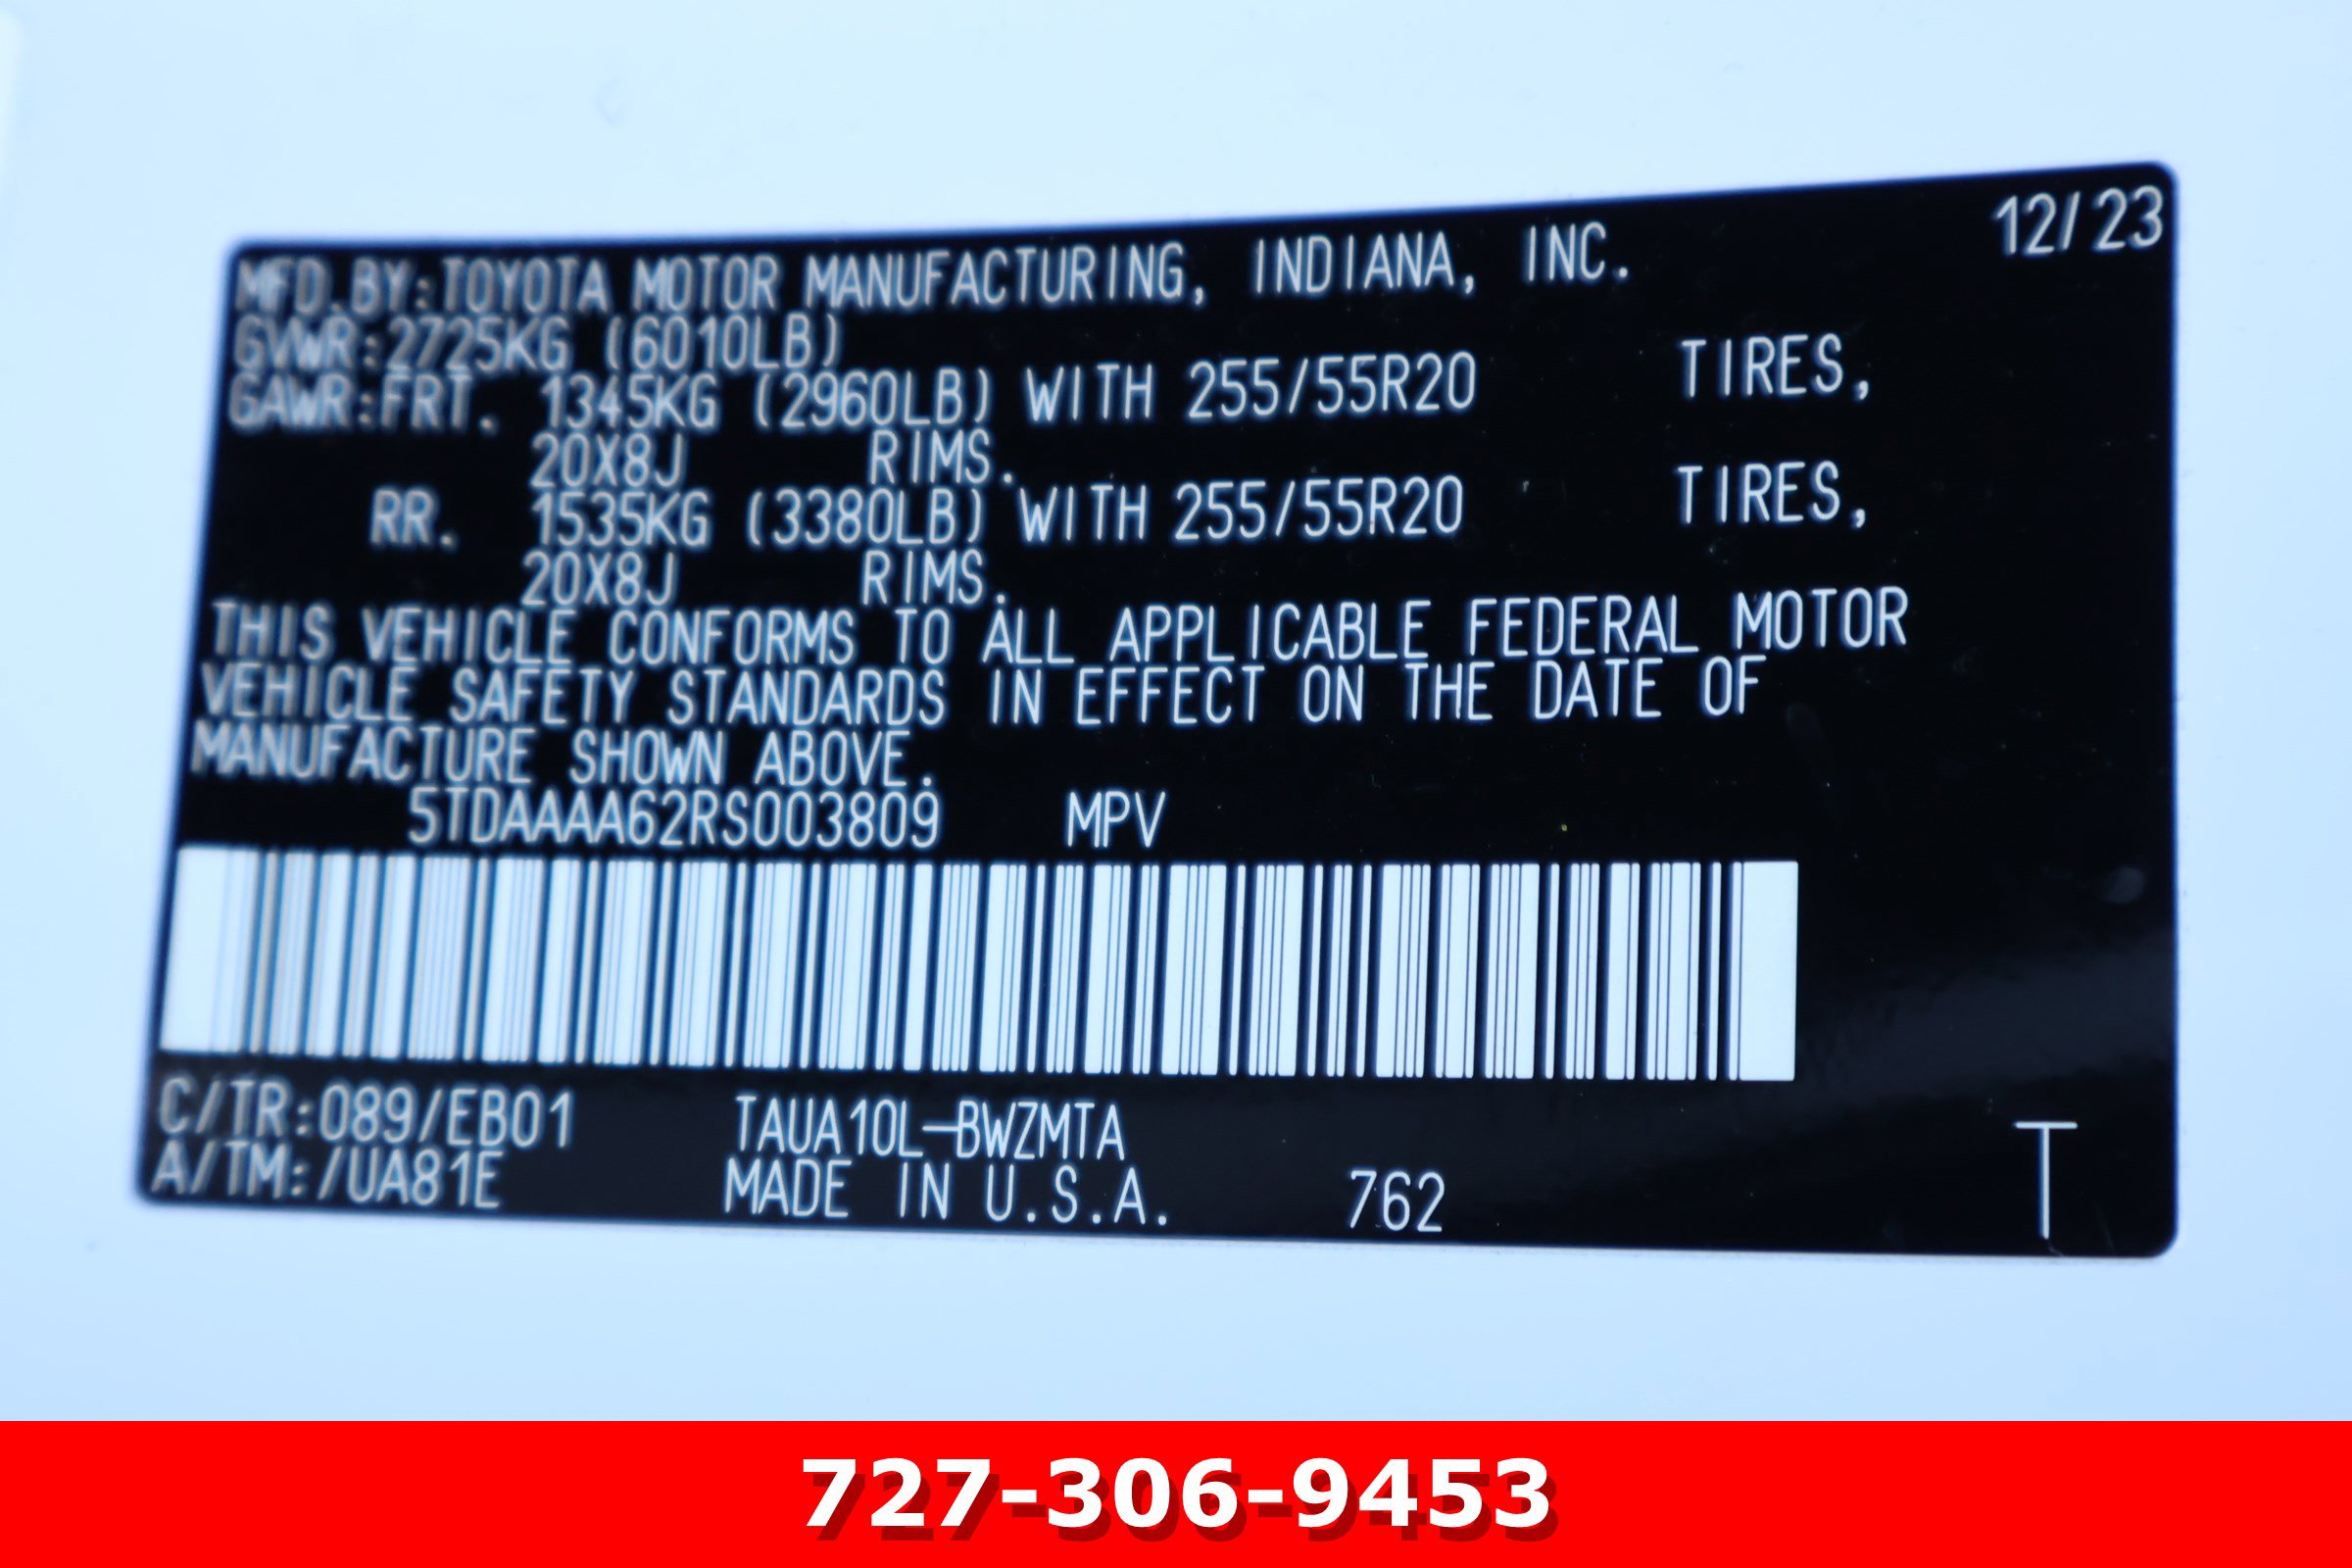 12/23
MFD.BY:TOYOTA MOTOR MANUFACTURING, INDIANA, INC.
GVWR:2725KG (6010LB)
GAWR:FRT. 1345KG (2960LB) WITH 255/55R20 TIRES,
20X8J RIMS.
RR. 1535KG (3380LB) WITH 255/55R20 TIRES,
20X8J RIMS.
THIS VEHICLE CONFORMS TO ALL APPLICABLE FEDERAL MOTOR
VEHICLE SAFETY STANDARDS IN EFFECT ON THE DATE OF
MANUFACTURE SHOWN ABOVE.
5TDAAAA62RS003809 MPV
C/TR:089/EB01 TAUA10L-BWZMTA
A/TM:/UA81E MADE IN U.S.A. 762 T
727-306-9453